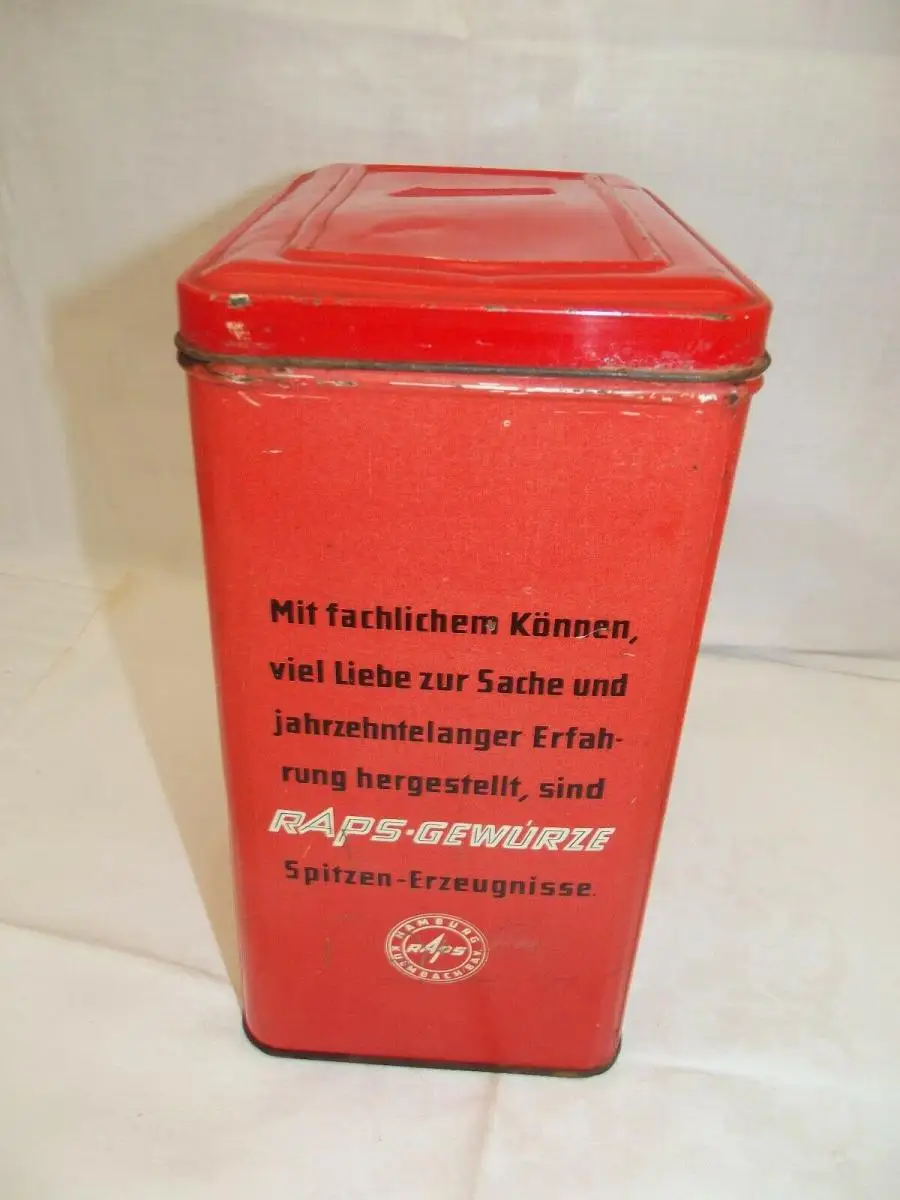 Mit fachlichem Können,
viel Liebe zur Sache und
jahrzehntelanger Erfah-
rung hergestellt, sind
RAPS-GEWÜRZE
Spitzen-Erzeugnisse.
HAMBURG
RAPS
KULMBACH/BAY.